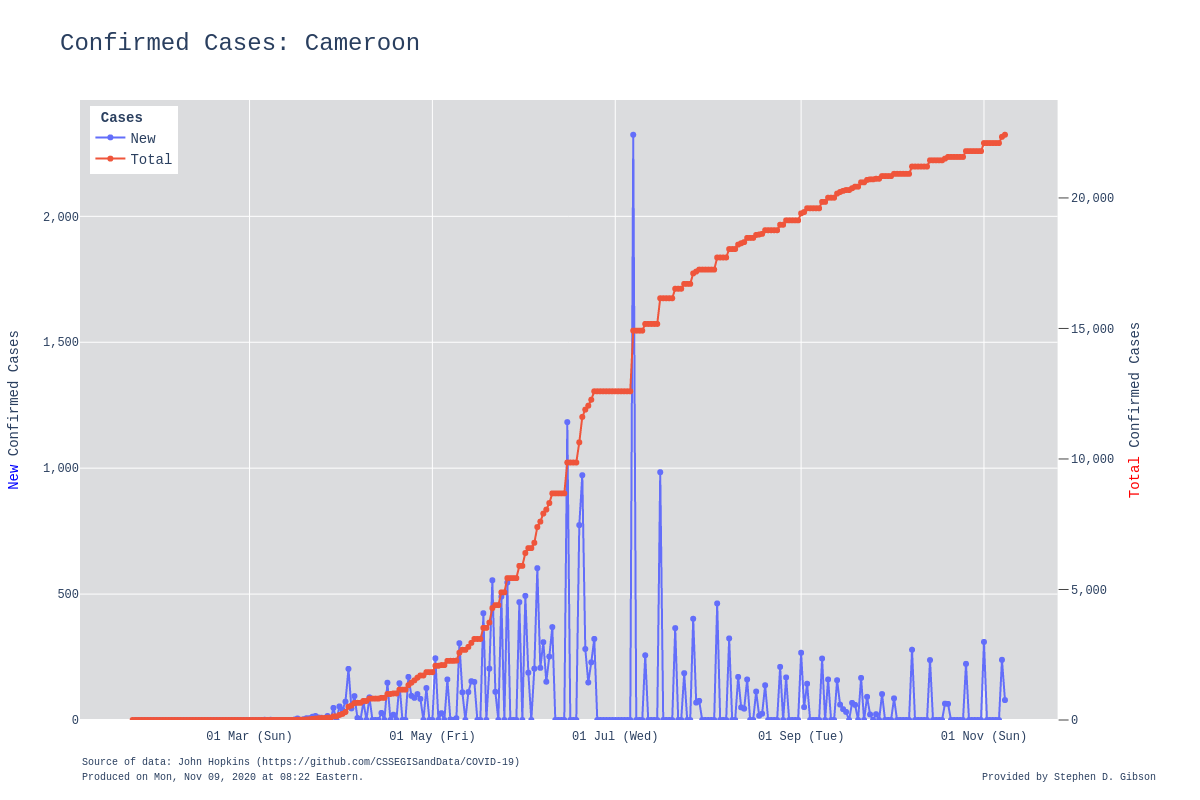 Confirmed Cases: Cameroon
Cases
New
Total
2,000
1,500
1,000
500
0
New Confirmed Cases
20,000
15,000
10,000
5,000
0
Total Confirmed Cases
01 Mar (Sun)
01 May (Fri)
01 Jul (Wed)
01 Sep (Tue)
01 Nov (Sun)
Source of data: John Hopkins (https://github.com/CSSEGISandData/COVID-19)
Produced on Mon, Nov 09, 2020 at 08:22 Eastern.
Provided by Stephen D. Gibson